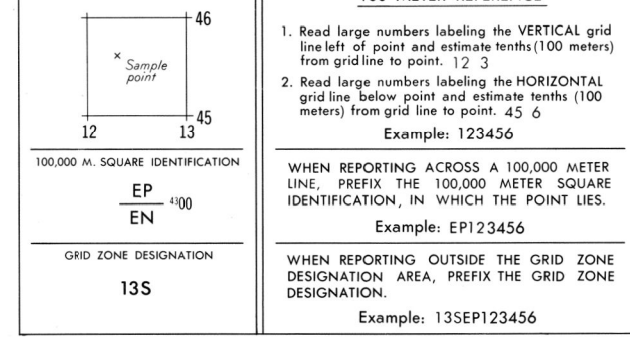 46
Sample
point
45
12 13
100,000 M. SQUARE IDENTIFICATION
EP
4300
EN
GRID ZONE DESIGNATION
13S
1. Read large numbers labeling the VERTICAL grid
line left of point and estimate tenths (100 meters)
from grid line to point. 12 3
2. Read large numbers labeling the HORIZONTAL
grid line below point and estimate tenths (100
meters) from grid line to point. 45 6
Example: 123456
WHEN REPORTING ACROSS A 100,000 METER
LINE, PREFIX THE 100,000 METER SQUARE
IDENTIFICATION, IN WHICH THE POINT LIES.
Example: EP123456
WHEN REPORTING OUTSIDE THE GRID ZONE
DESIGNATION AREA, PREFIX THE GRID ZONE
DESIGNATION.
Example: 13SEP123456